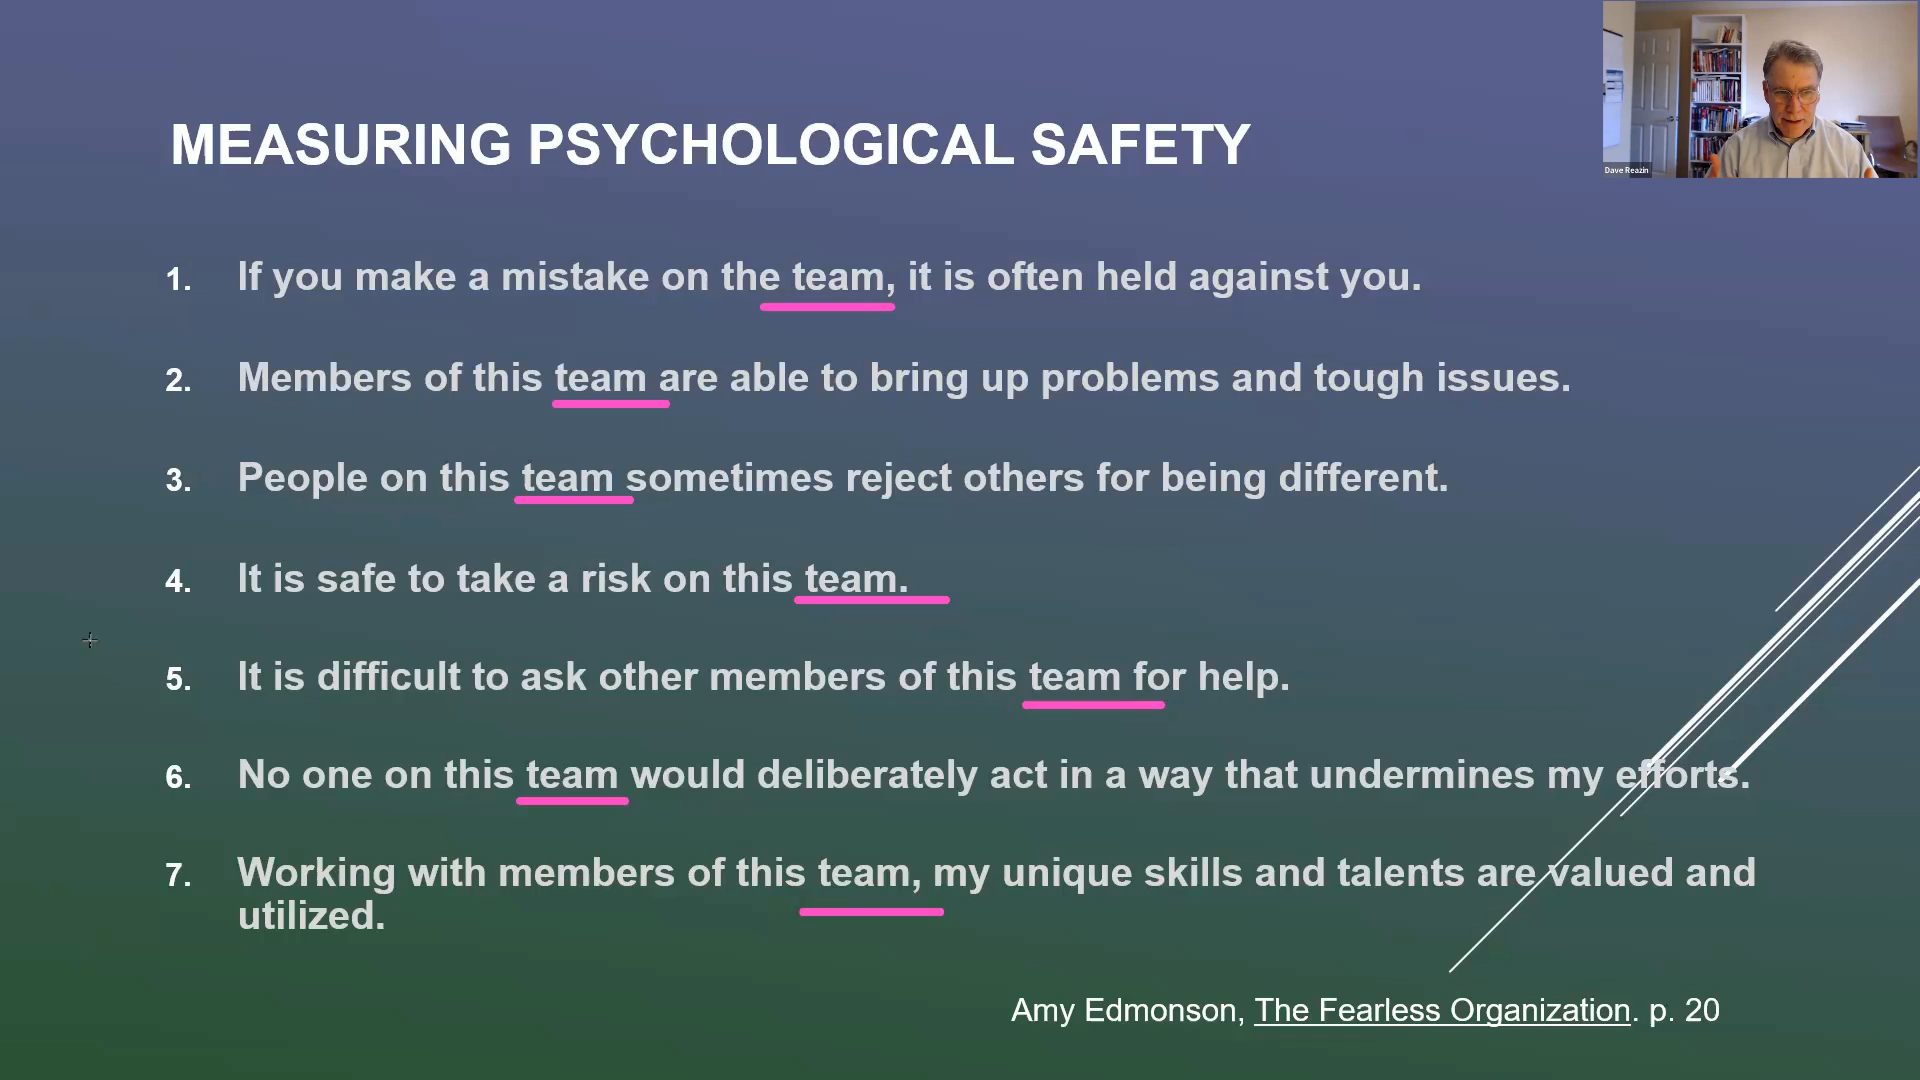 MEASURING PSYCHOLOGICAL SAFETY
Dave Reazin
1. If you make a mistake on the team, it is often held against you.
2. Members of this team are able to bring up problems and tough issues.
3. People on this team sometimes reject others for being different.
4. It is safe to take a risk on this team.
5. It is difficult to ask other members of this team for help.
6. No one on this team would deliberately act in a way that undermines my efforts.
7. Working with members of this team, my unique skills and talents are valued and
utilized.
Amy Edmonson, The Fearless Organization. p. 20